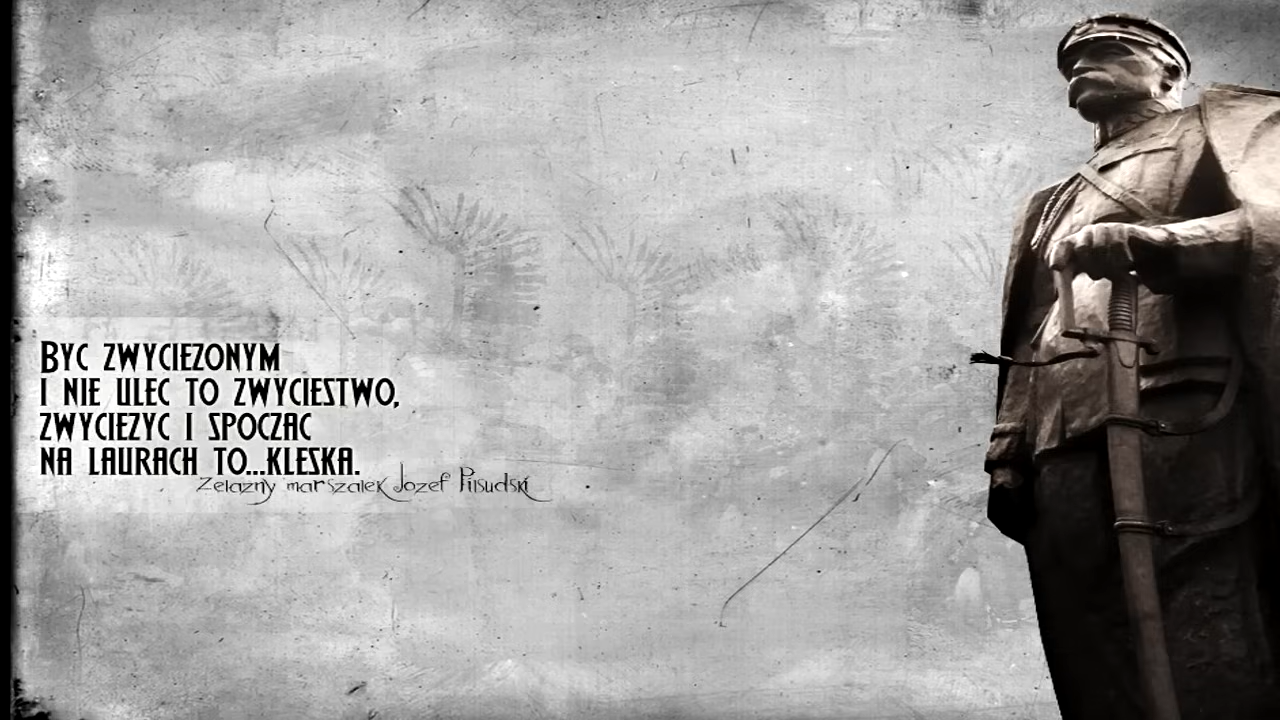 Byc zwyciezonym
i nie ulec to zwyciestwo,
zwyciezyc i spoczac
na laurach to...kleska.
Zelazny marszalek Jozef Pilsudski